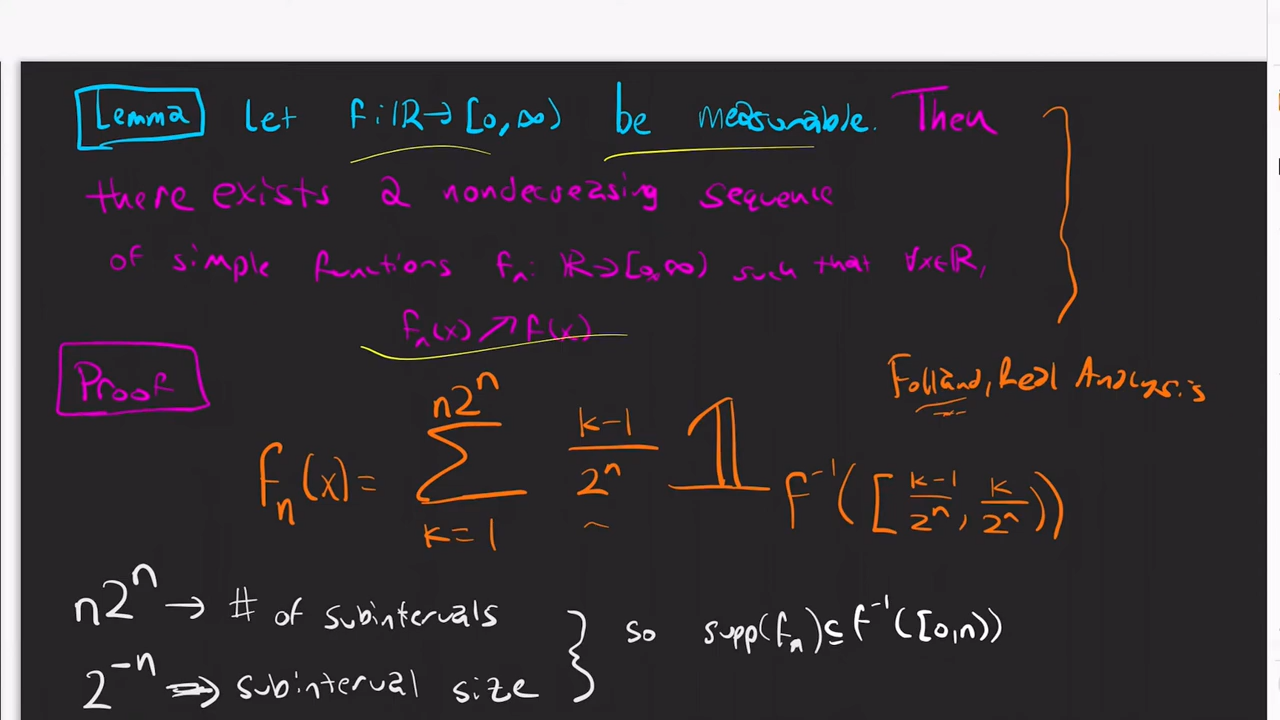 Lemma Let f: ℝ → [0, ∞) be measurable. Then
there exists a nondecreasing sequence
of simple functions fₙ: ℝ → [0, ∞) such that ∀x∈ℝ,
fₙ(x) ↗ f(x)
Proof
Folland, Real Analysis
fₙ(x) = ∑_{k=1}^{n2ⁿ} (k-1)/2ⁿ 𝟙_{f⁻¹([(k-1)/2ⁿ, k/2ⁿ))}
n2ⁿ → # of subintervals
2⁻ⁿ → subinterval size
so supp(fₙ) ⊆ f⁻¹([0,n))